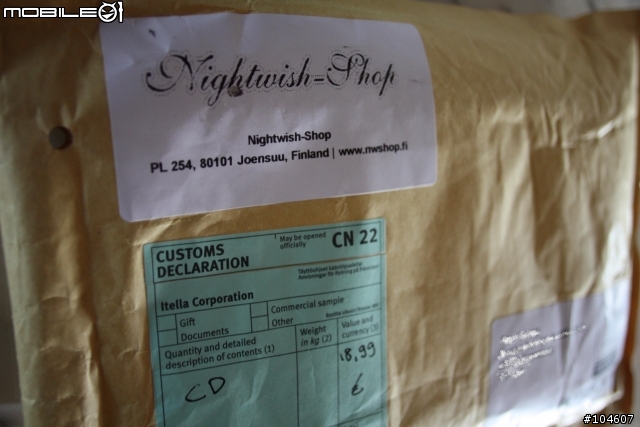 MOBILE01
Nightwish-Shop
Nightwish-Shop
PL 254, 80101 Joensuu, Finland | www.nwshop.fi
CUSTOMS DECLARATION
May be opened officially
CN 22
Itella Corporation
Gift
Commercial sample
Documents
Other
Quantity and detailed description of contents (1)
Weight in kg (2)
Value and currency (3)
CD
18,99
€
#104607